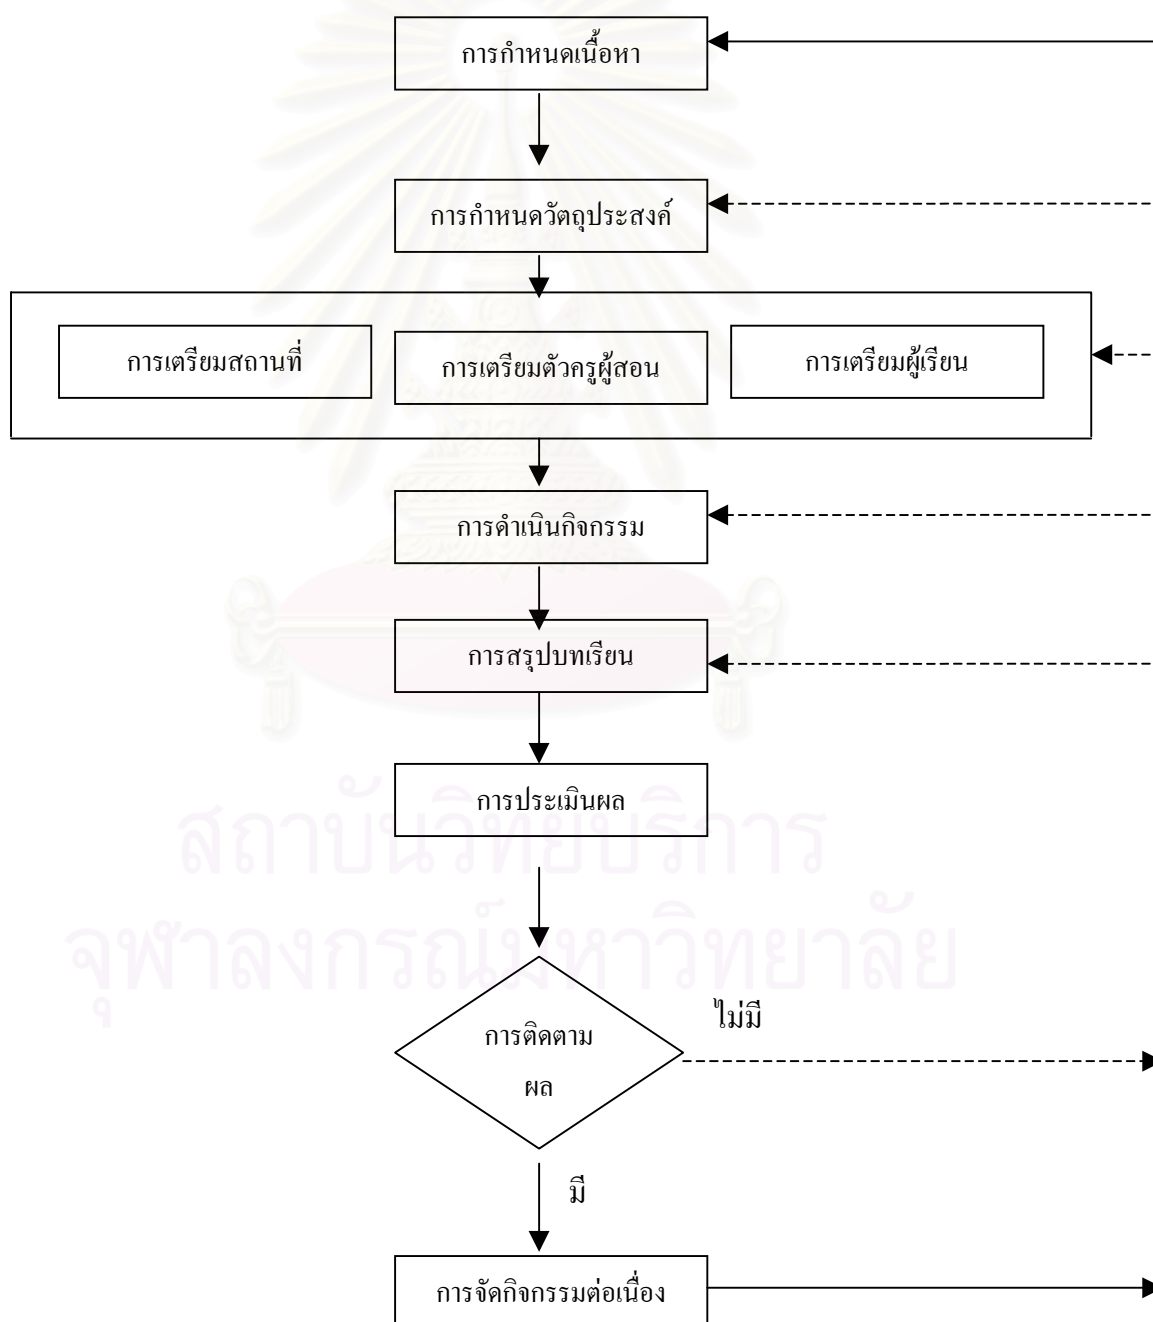 การกำหนดเนื้อหา
การกำหนดวัตถุประสงค์
การเตรียมสถานที่
การเตรียมตัวครูผู้สอน
การเตรียมผู้เรียน
การดำเนินกิจกรรม
การสรุปบทเรียน
การประเมินผล
สถาบันวิทยบริการ
จุฬาลงกรณ์มหาวิทยาลัย
การติดตาม
ผล
ไม่มี
มี
การจัดกิจกรรมต่อเนื่อง